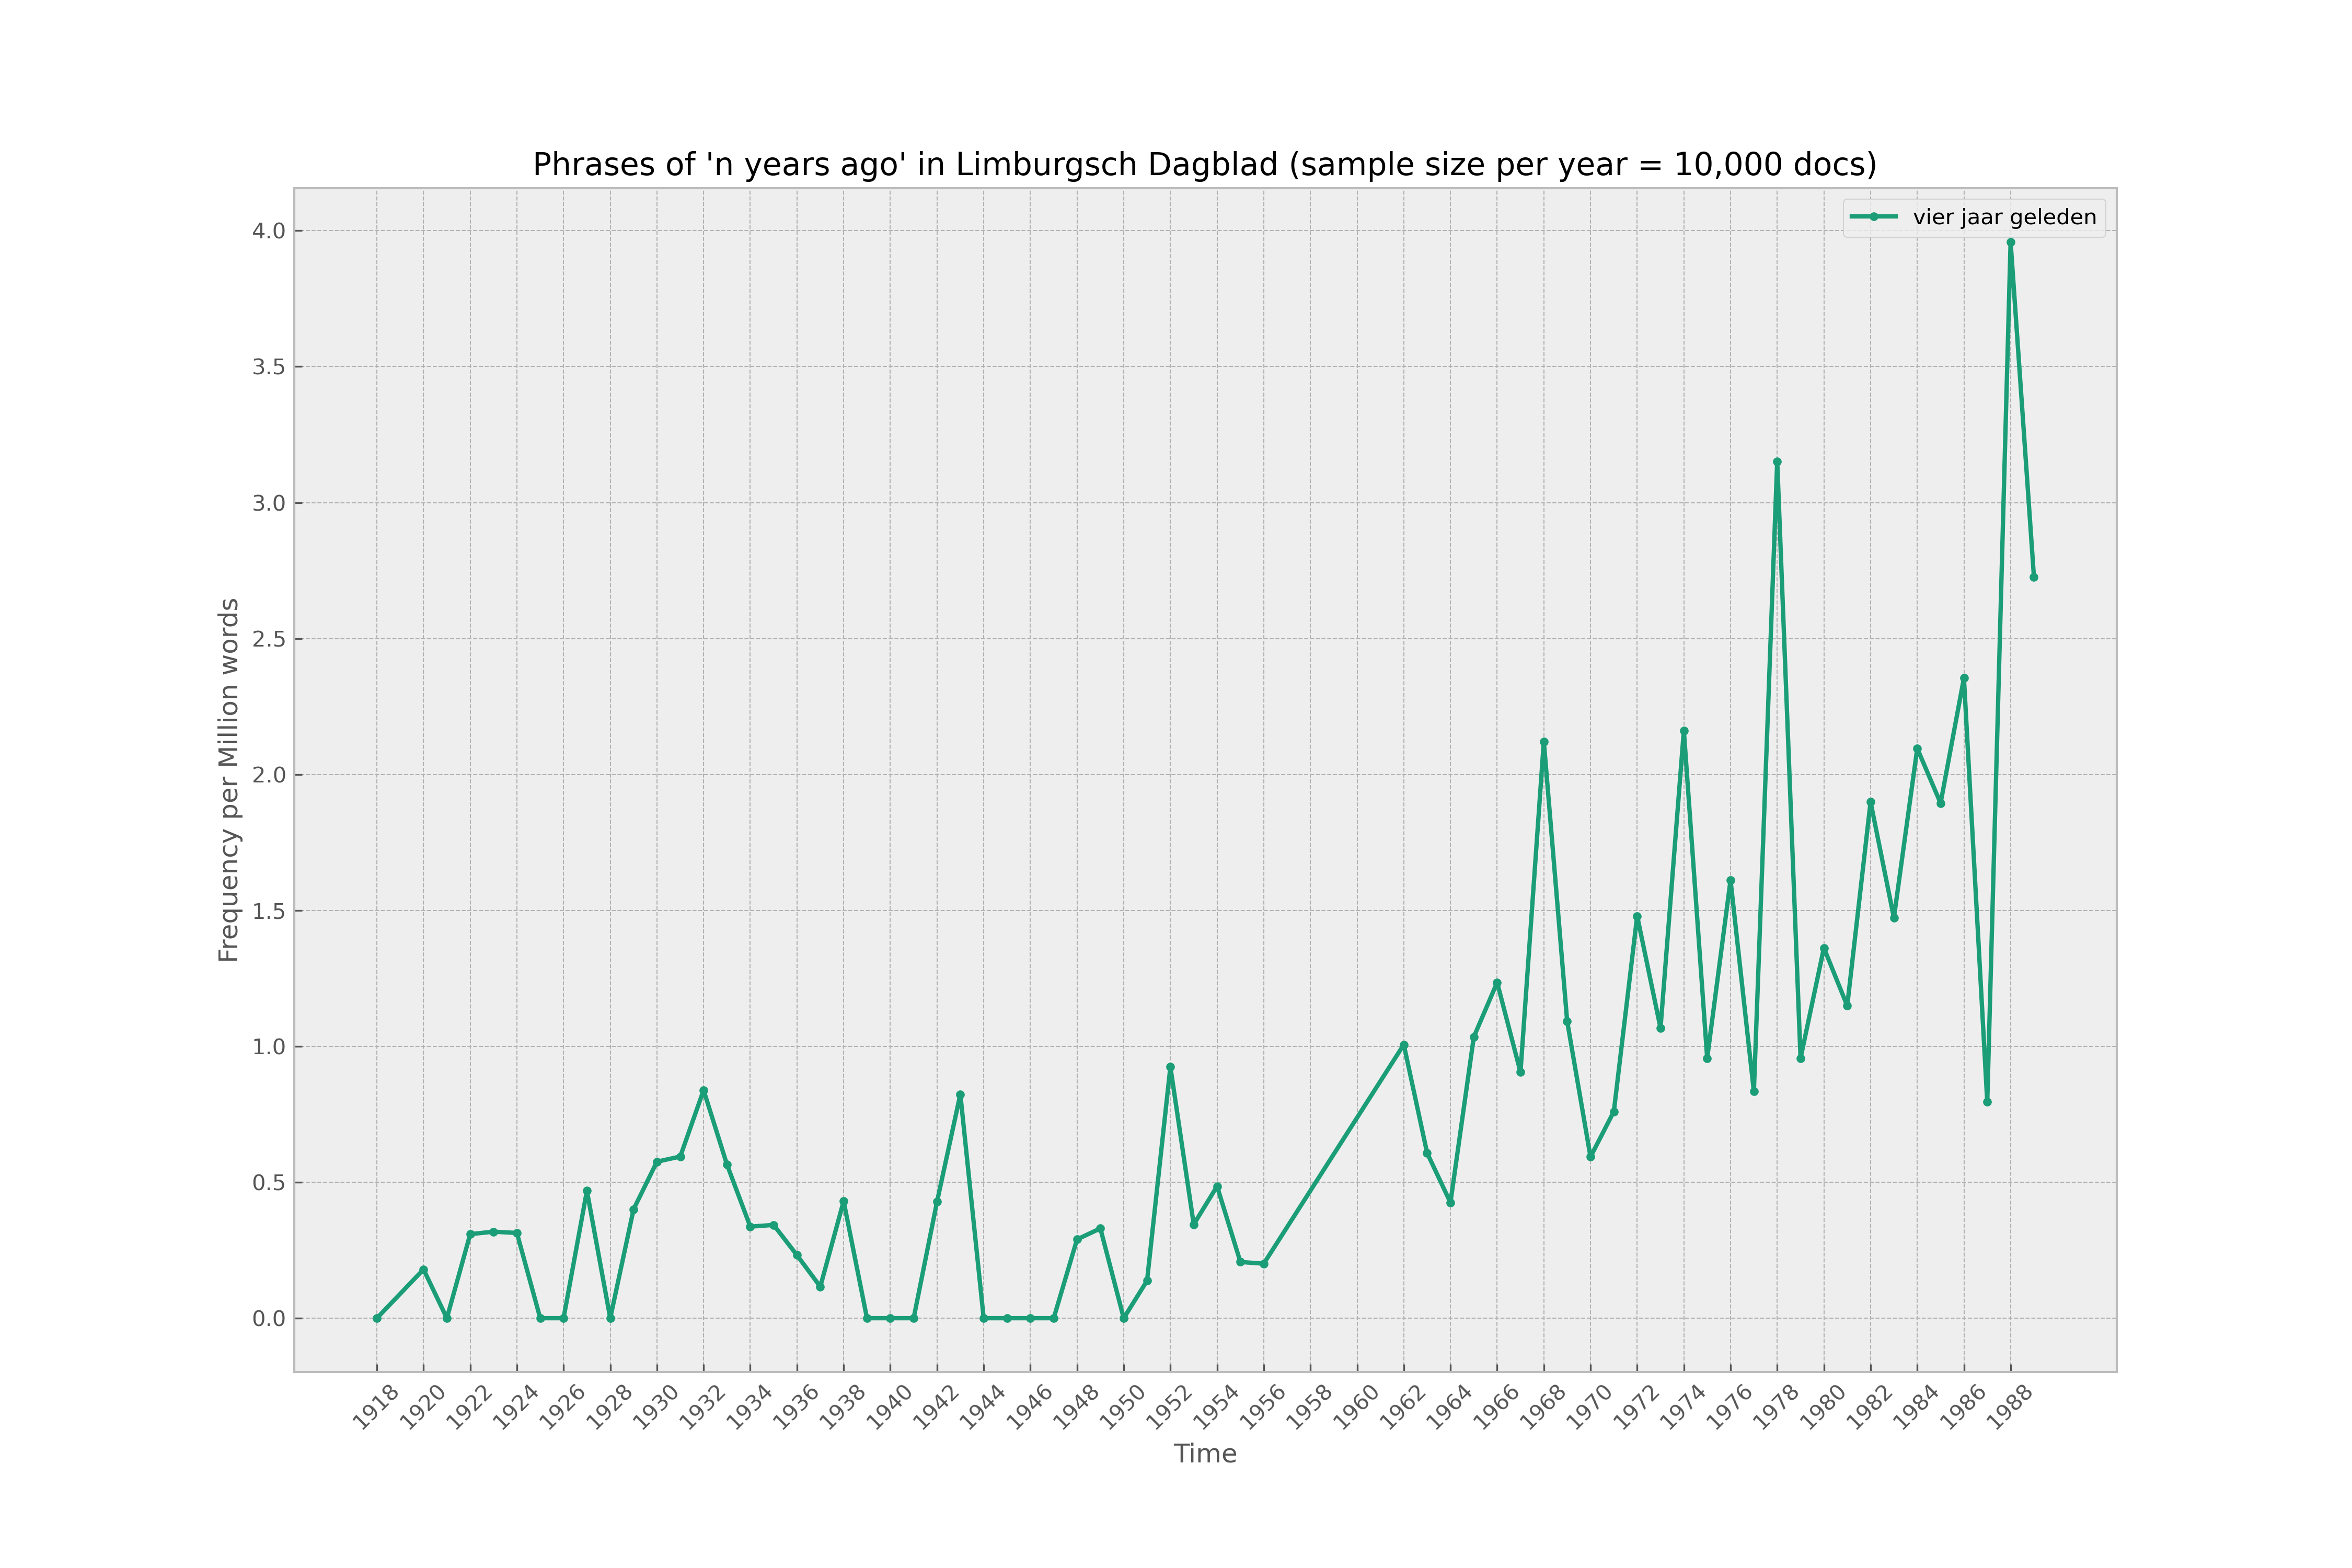 Phrases of 'n years ago' in Limburgsch Dagblad (sample size per year = 10,000 docs)
vier jaar geleden
4.0
3.5
3.0
2.5
2.0
1.5
1.0
0.5
0.0
Frequency per Million words
1918 1920 1922 1924 1926 1928 1930 1932 1934 1936 1938 1940 1942 1944 1946 1948 1950 1952 1954 1956 1958 1960 1962 1964 1966 1968 1970 1972 1974 1976 1978 1980 1982 1984 1986 1988
Time